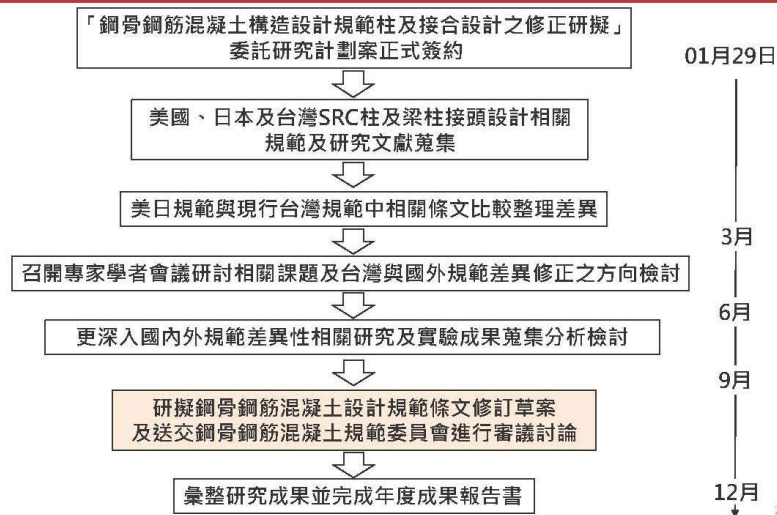 「鋼骨鋼筋混凝土構造設計規範柱及接合設計之修正研擬」
委託研究計劃案正式簽約
01月29日
美國、日本及台灣SRC柱及梁柱接頭設計相關
規範及研究文獻蒐集
美日規範與現行台灣規範中相關條文比較整理差異
3月
召開專家學者會議研討相關課題及台灣與國外規範差異修正之方向檢討
6月
更深入國內外規範差異性相關研究及實驗成果蒐集分析檢討
9月
研擬鋼骨鋼筋混凝土設計規範條文修訂草案
及送交鋼骨鋼筋混凝土規範委員會進行審議討論
彙整研究成果並完成年度成果報告書
12月